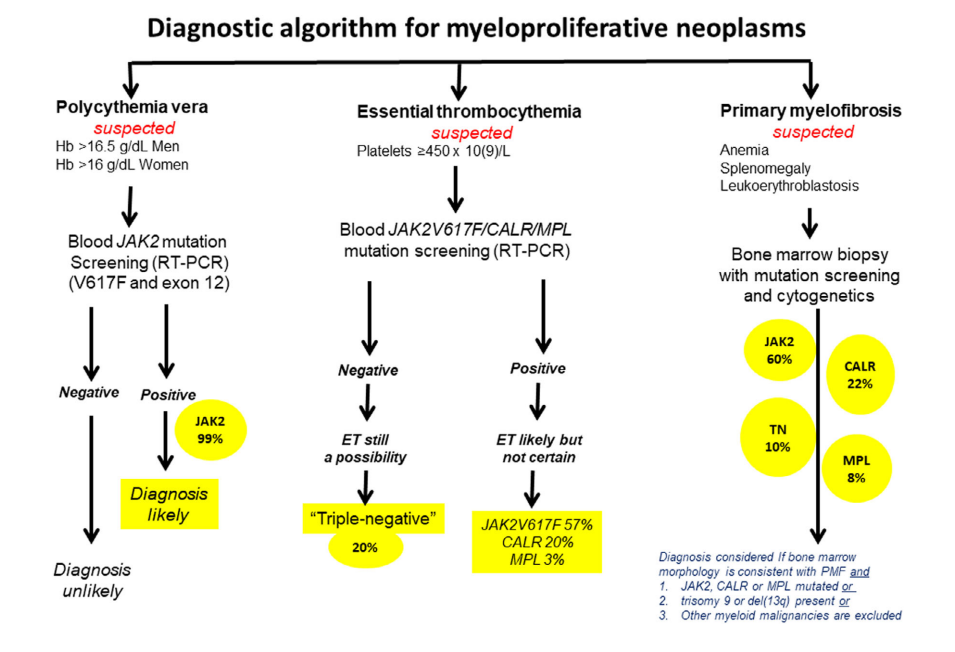 Diagnostic algorithm for myeloproliferative neoplasms
Polycythemia vera
suspected
Hb >16.5 g/dL Men
Hb >16 g/dL Women
Blood JAK2 mutation
Screening (RT-PCR)
(V617F and exon 12)
Negative
Positive
JAK2
99%
Diagnosis
likely
Diagnosis
unlikely
Essential thrombocythemia
suspected
Platelets ≥450 x 10(9)/L
Blood JAK2V617F/CALR/MPL
mutation screening (RT-PCR)
Negative
Positive
ET still
a possibility
ET likely but
not certain
“Triple-negative”
20%
JAK2V617F 57%
CALR 20%
MPL 3%
Primary myelofibrosis
suspected
Anemia
Splenomegaly
Leukoerythroblastosis
Bone marrow biopsy
with mutation screening
and cytogenetics
JAK2
60%
CALR
22%
TN
10%
MPL
8%
Diagnosis considered If bone marrow
morphology is consistent with PMF and
1. JAK2, CALR or MPL mutated or
2. trisomy 9 or del(13q) present or
3. Other myeloid malignancies are excluded